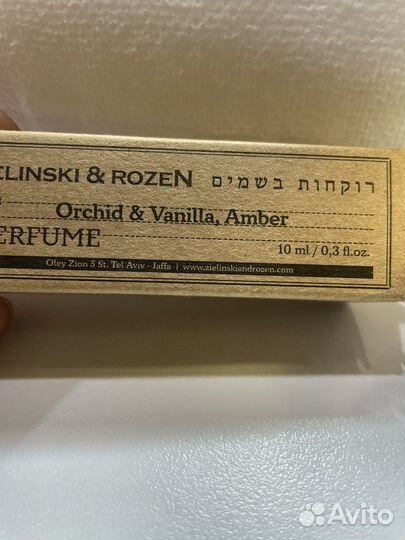 ELINSKI & ROZEN רוקחות בשמים
Orchid & Vanilla, Amber
ERFUME 10 ml / 0,3 fl.oz.
Oley Zion 5 St. Tel Aviv - Jaffa | www.zielinskiandrozen.com
Avito